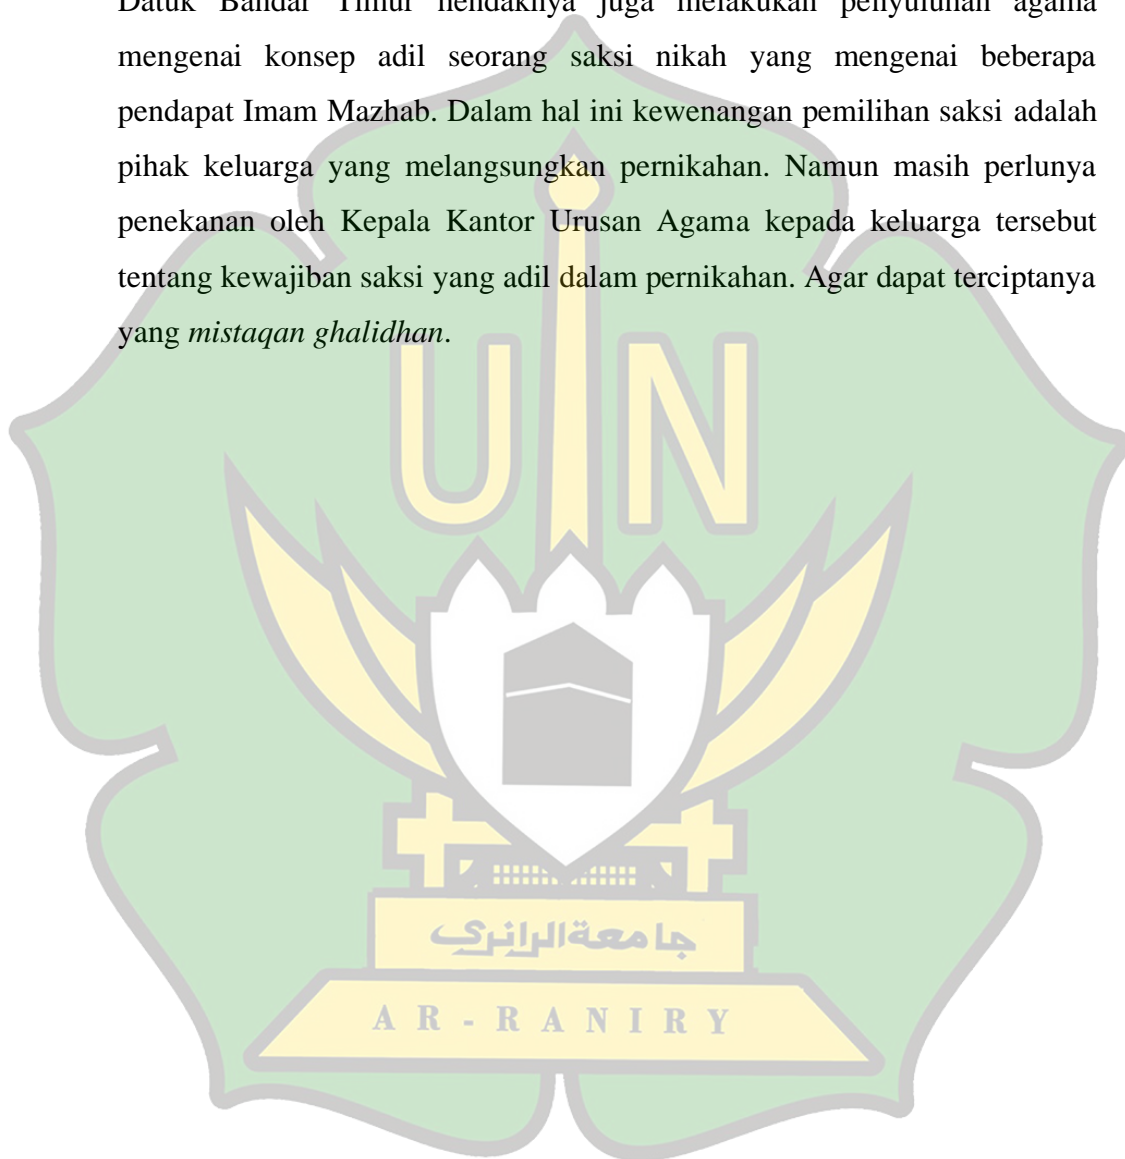 Datuk Bandar Timur hendaknya juga melakukan penyuluhan agama
mengenai konsep adil seorang saksi nikah yang mengenai beberapa
pendapat Imam Mazhab. Dalam hal ini kewenangan pemilihan saksi adalah
pihak keluarga yang melangsungkan pernikahan. Namun masih perlunya
penekanan oleh Kepala Kantor Urusan Agama kepada keluarga tersebut
tentang kewajiban saksi yang adil dalam pernikahan. Agar dapat terciptanya
yang mistaqan ghalidhan.
UIN
جامعةالرانرى
AR-RANIRY